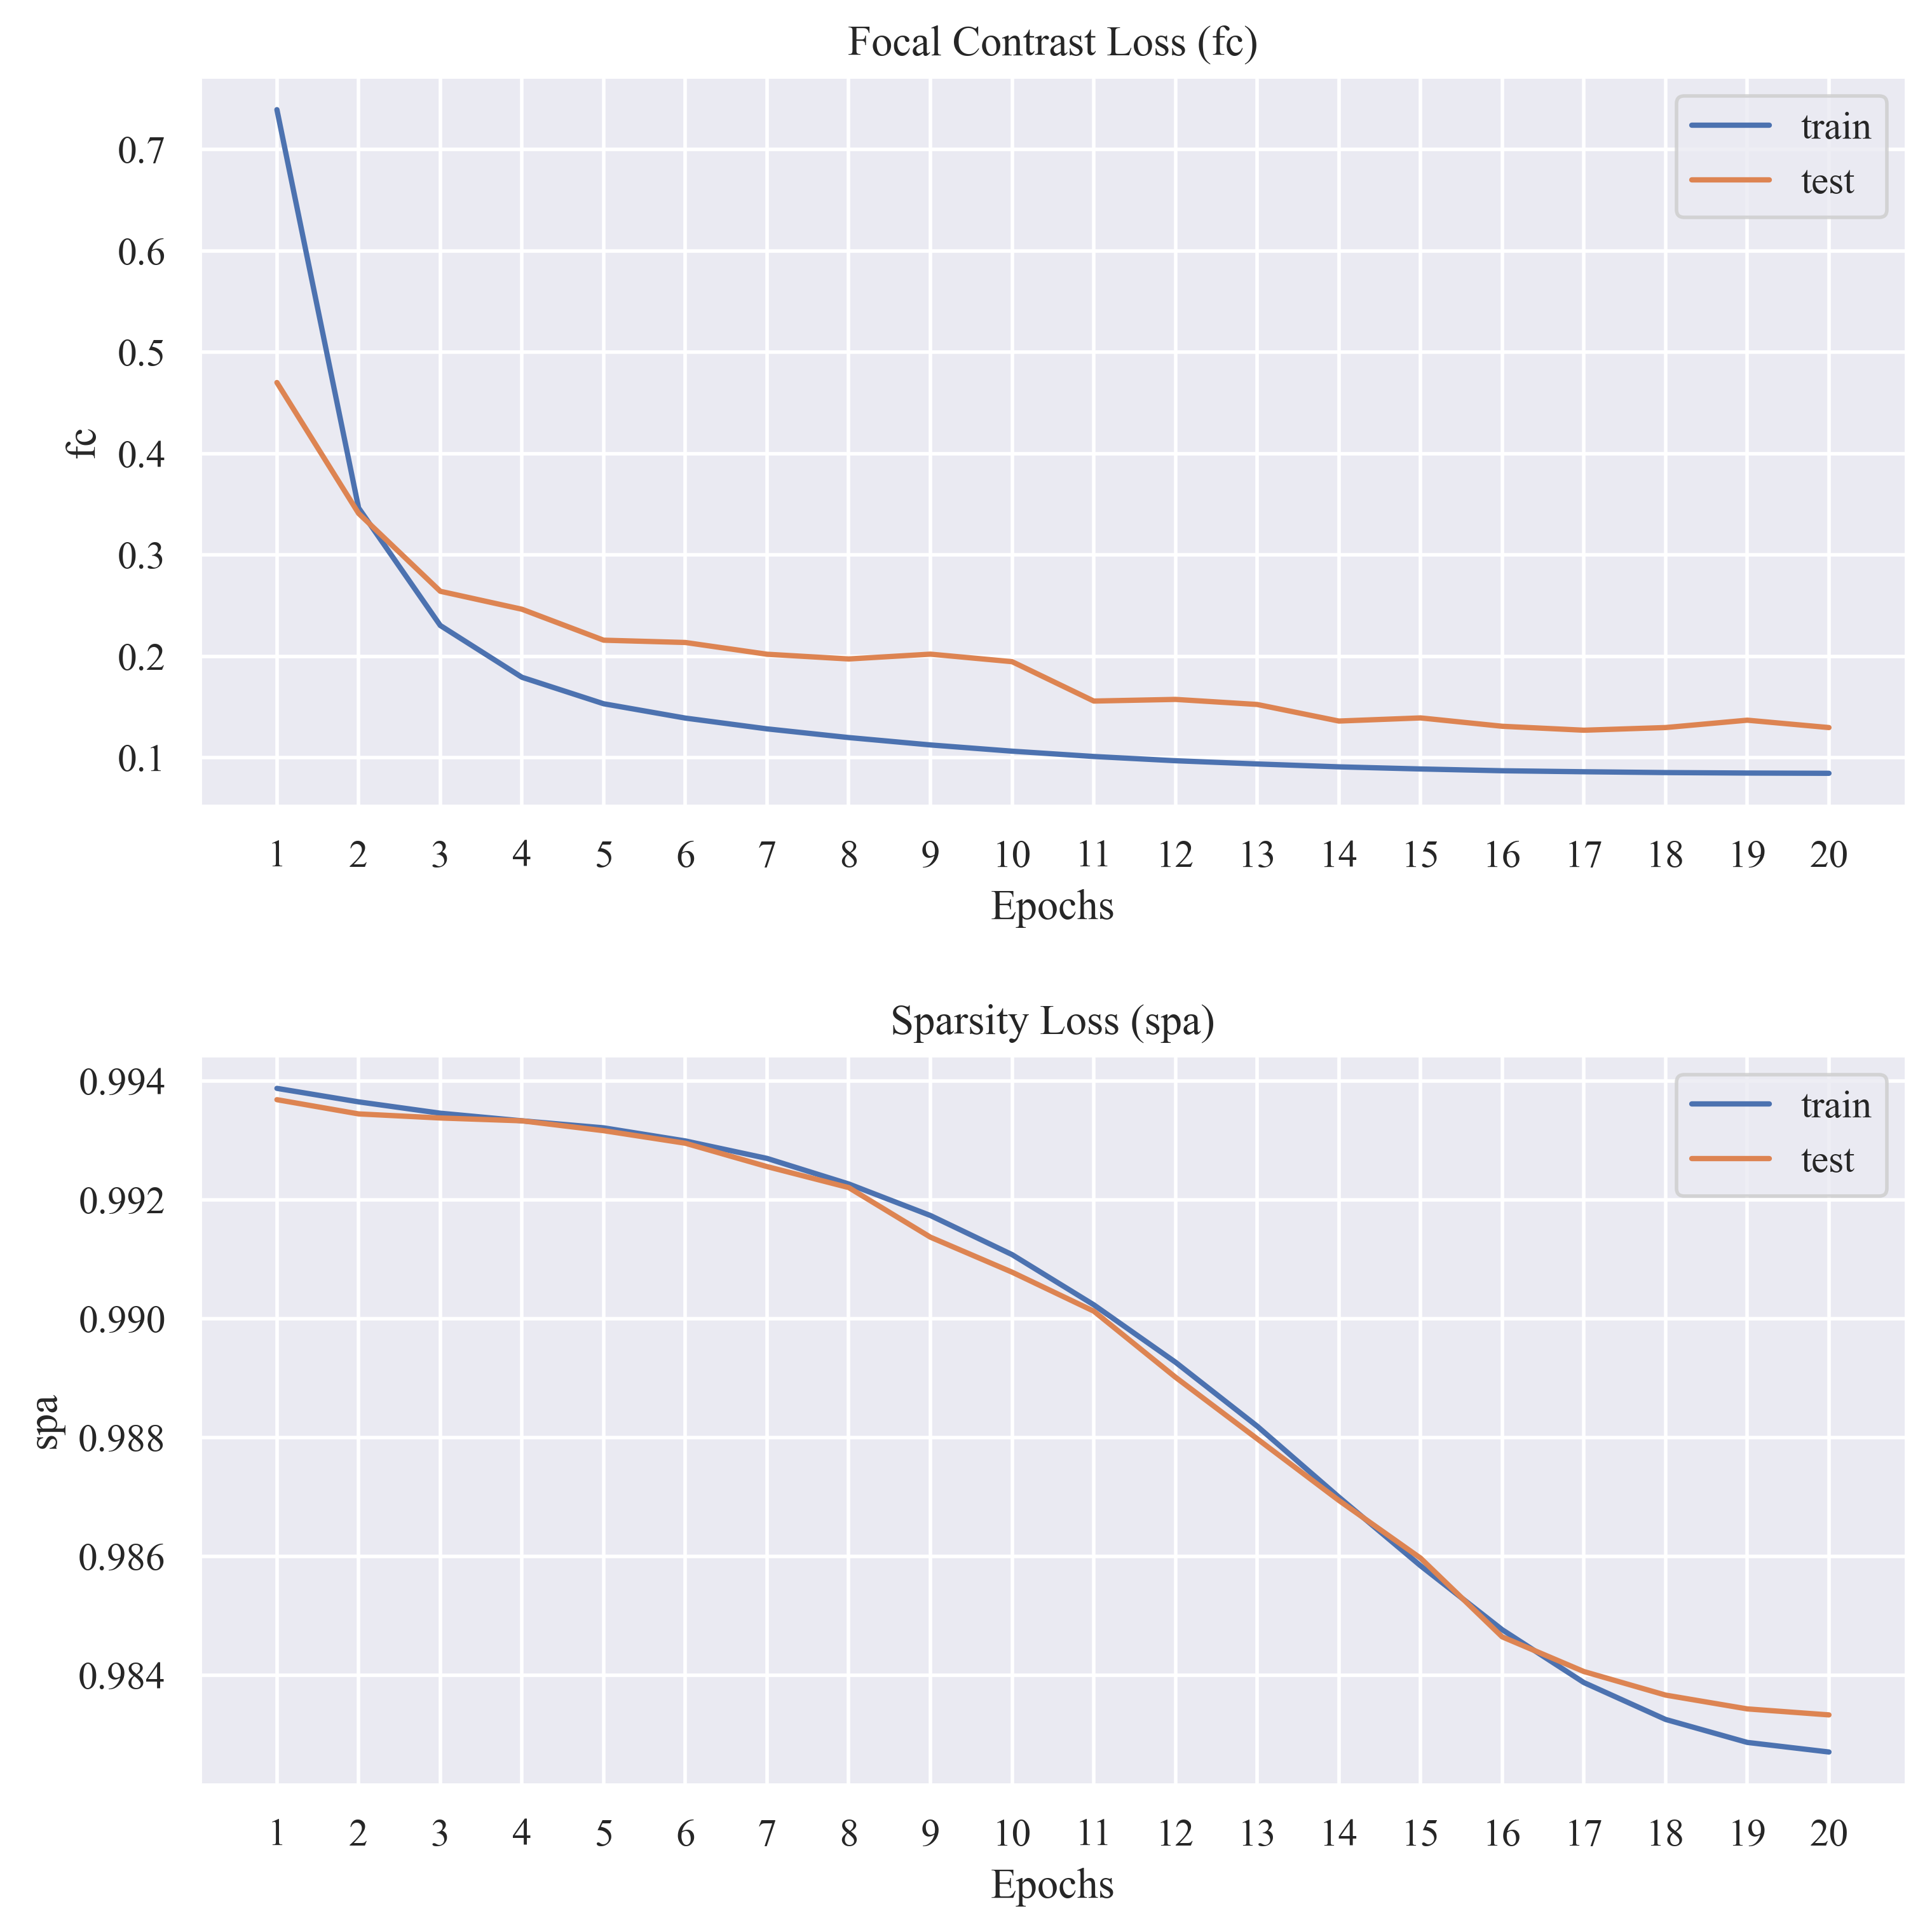 Focal Contrast Loss (fc)
train
test
0.7
0.6
0.5
0.4
0.3
0.2
0.1
fc
1 2 3 4 5 6 7 8 9 10 11 12 13 14 15 16 17 18 19 20
Epochs
Sparsity Loss (spa)
train
test
0.994
0.992
0.990
0.988
0.986
0.984
spa
1 2 3 4 5 6 7 8 9 10 11 12 13 14 15 16 17 18 19 20
Epochs